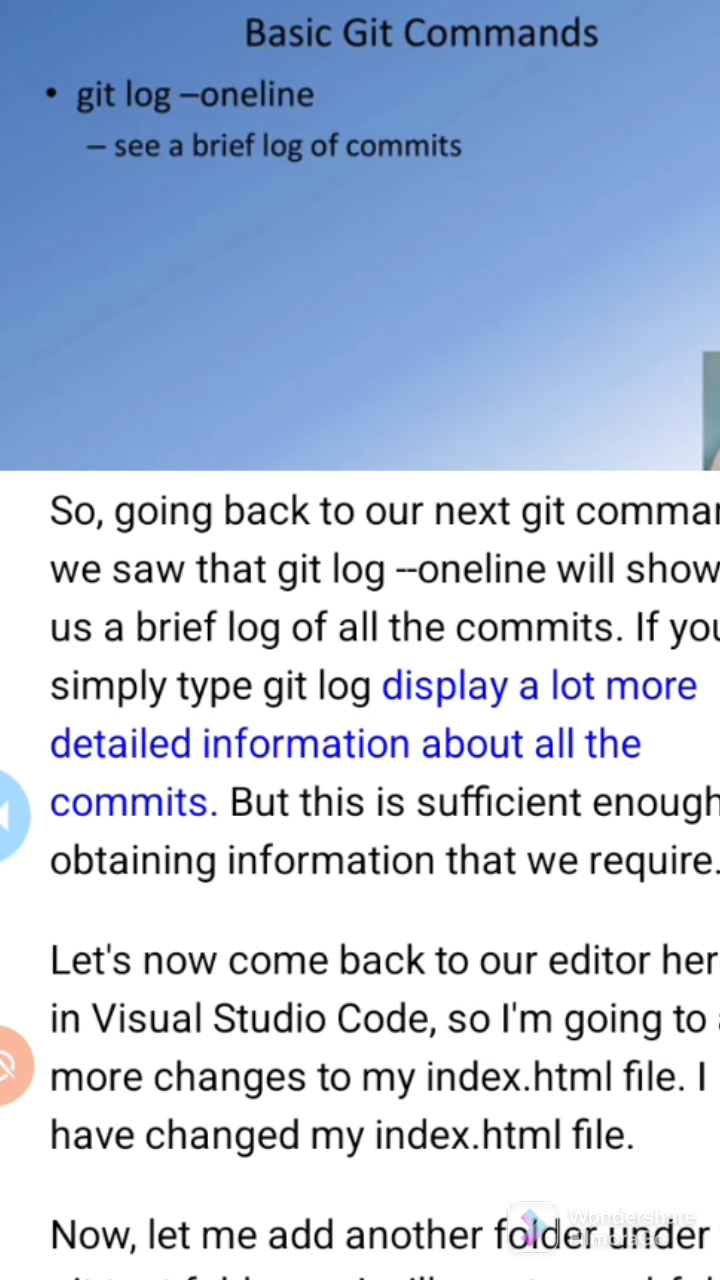 Basic Git Commands
• git log –oneline
– see a brief log of commits
So, going back to our next git comma
we saw that git log --oneline will show
us a brief log of all the commits. If you
simply type git log display a lot more
detailed information about all the
commits. But this is sufficient enough
obtaining information that we require.
Let's now come back to our editor her
in Visual Studio Code, so I'm going to
more changes to my index.html file. I
have changed my index.html file.
Now, let me add another folder under
Wondershare
Filmora